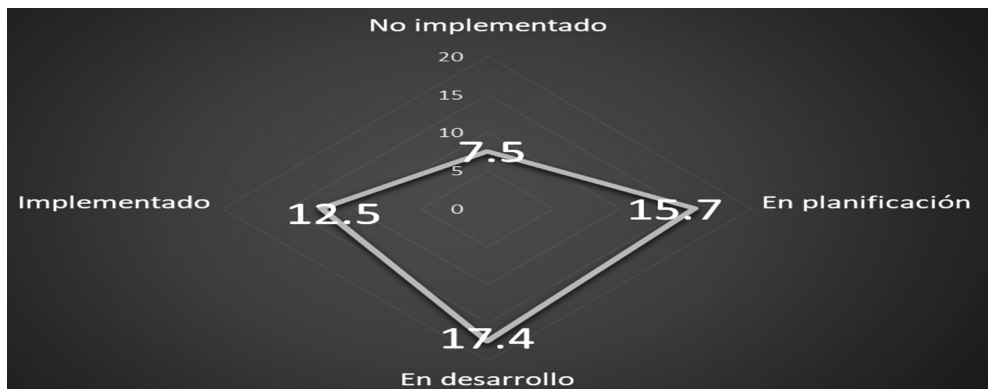 No implementado
20
15
10
7.5
5
Implementado
12.5
0
15.7
En planificación
17.4
En desarrollo